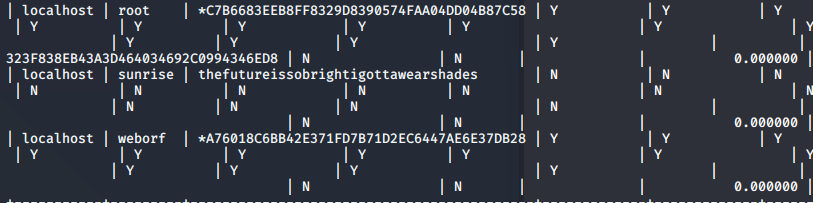 | localhost | root | *C7B6683EEB8FF8329D8390574FAA04DD04B87C58 | Y | Y | Y
| Y | Y | Y | Y | Y | Y
| Y | Y | Y | Y |
323F838EB43A3D464034692C0994346ED8 | N | N | | 0.000000 |
| localhost | sunrise | thefutureissobrightigottawearshades | N | N | N
| N | N | N | N | N | N
| N | N | N | N |
| N | N | | 0.000000 |
| localhost | weborf | *A76018C6BB42E371FD7B71D2EC6447AE6E37DB28 | Y | Y | Y
| Y | Y | Y | Y | Y | Y
| Y | Y | Y | Y |
| N | N | | 0.000000 |